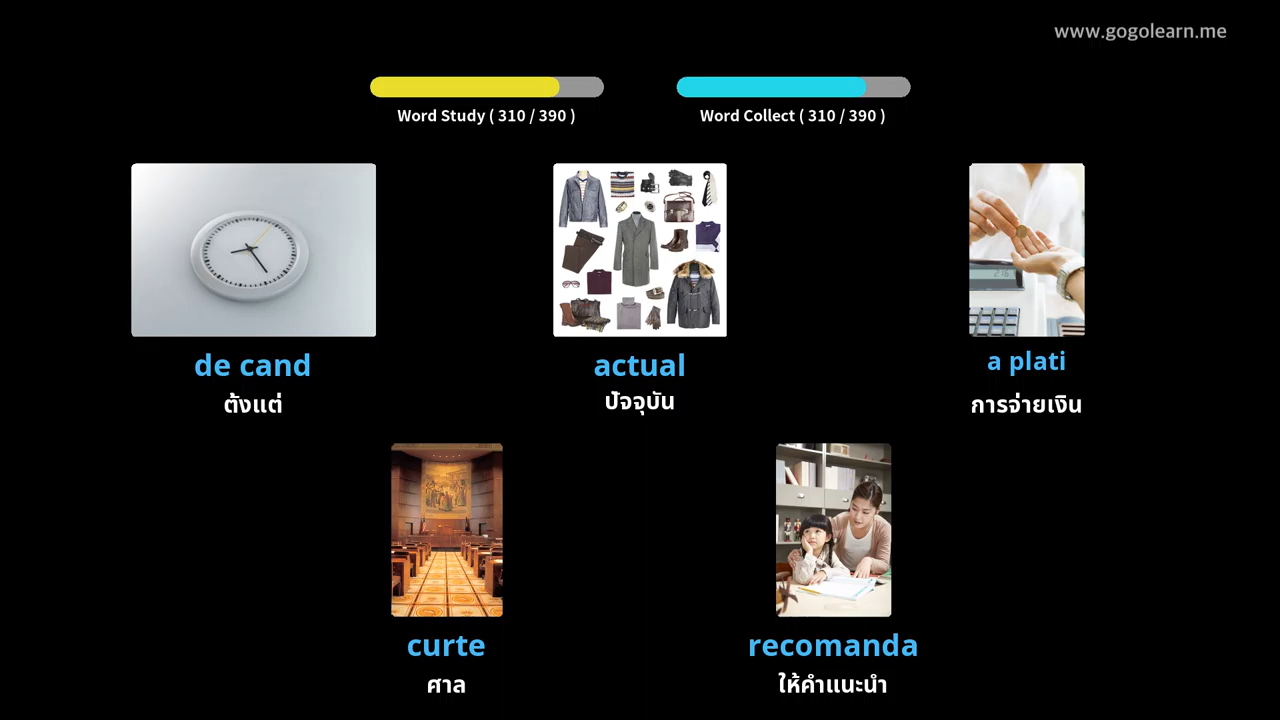 www.gogolearn.me
Word Study ( 310 / 390 )
Word Collect ( 310 / 390 )
de cand
ตั้งแต่
actual
ปัจจุบัน
a plati
การจ่ายเงิน
curte
ศาล
recomanda
ให้คำแนะนำ